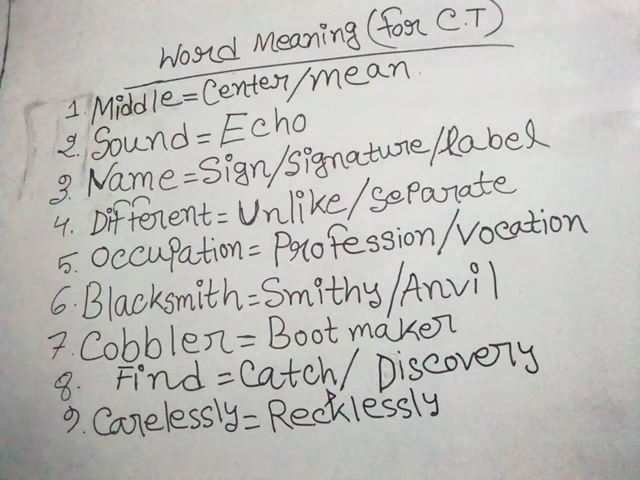 Word Meaning (for C.T)
1. Middle = Center/mean
2. Sound = Echo
3. Name = Sign/Signature/label
4. Different = Unlike/separate
5. Occupation = Profession/Vocation
6. Blacksmith = Smithy/Anvil
7. Cobbler = Boot maker
8. Find = Catch/ Discovery
9. Carelessly = Recklessly